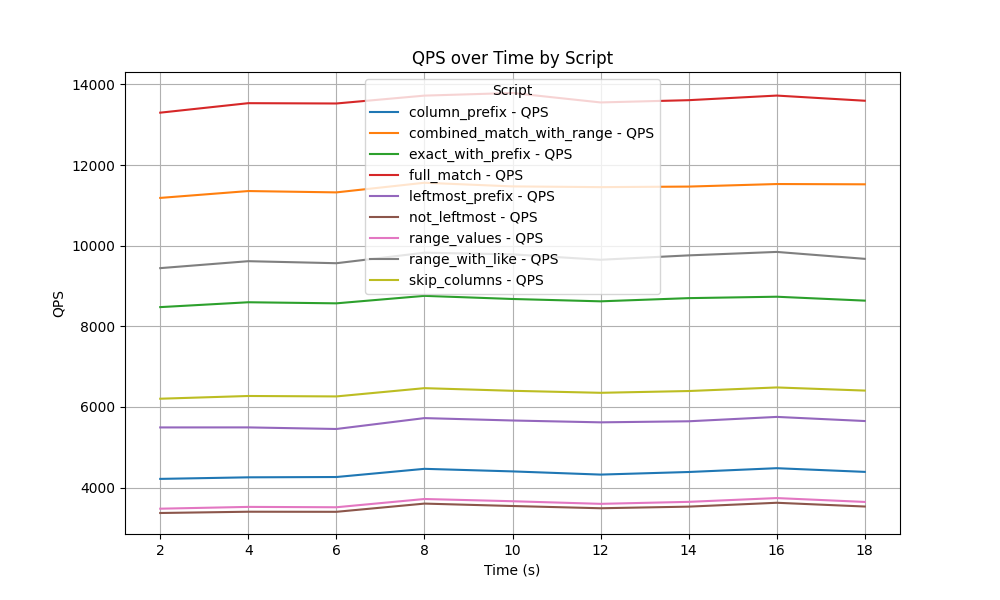 QPS over Time by Script
14000
12000
10000
8000
6000
4000
QPS
Script
column_prefix - QPS
combined_match_with_range - QPS
exact_with_prefix - QPS
full_match - QPS
leftmost_prefix - QPS
not_leftmost - QPS
range_values - QPS
range_with_like - QPS
skip_columns - QPS
2 4 6 8 10 12 14 16 18
Time (s)